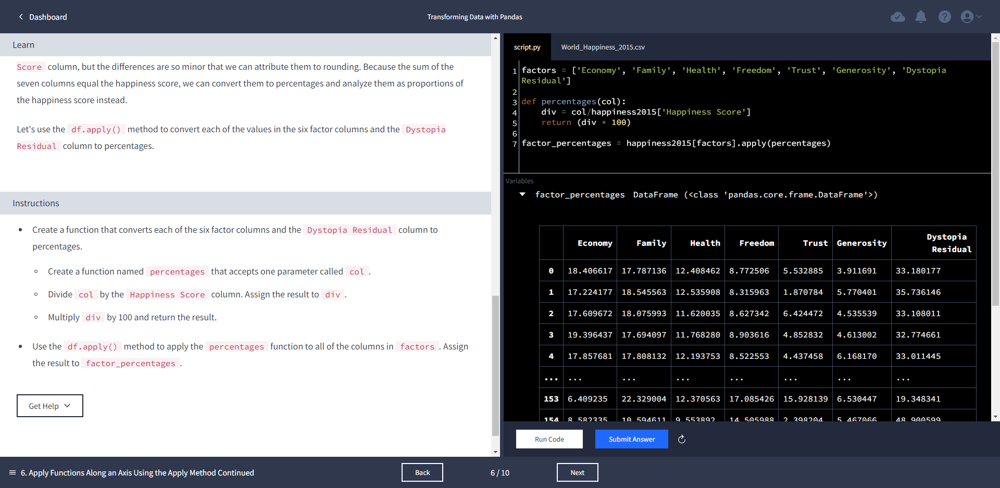 Dashboard
Transforming Data with Pandas
Learn
Score column, but the differences are so minor that we can attribute them to rounding. Because the sum of the
seven columns equal the happiness score, we can convert them to percentages and analyze them as proportions of
the happiness score instead.
Let's use the df.apply() method to convert each of the values in the six factor columns and the Dystopia
Residual column to percentages.
Instructions
• Create a function that converts each of the six factor columns and the Dystopia Residual column to
percentages.
◦ Create a function named percentages that accepts one parameter called col .
◦ Divide col by the Happiness Score column. Assign the result to div .
◦ Multiply div by 100 and return the result.
• Use the df.apply() method to apply the percentages function to all of the columns in factors . Assign
the result to factor_percentages .
Get Help
script.py World_Happiness_2015.csv
1 factors = ['Economy', 'Family', 'Health', 'Freedom', 'Trust', 'Generosity', 'Dystopia
Residual']
2
3 def percentages(col):
4     div = col/happiness2015['Happiness Score']
5     return (div * 100)
6
7 factor_percentages = happiness2015[factors].apply(percentages)
Variables
factor_percentages DataFrame (<class 'pandas.core.frame.DataFrame'>)
Economy Family Health Freedom Trust Generosity Dystopia
Residual
0 18.406617 17.787136 12.408462 8.772506 5.532885 3.911691 33.180177
1 17.224177 18.545563 12.535908 8.315963 1.870784 5.770401 35.736146
2 17.609672 18.075993 11.620035 8.627342 6.424472 4.535539 33.108011
3 19.396437 17.694097 11.768280 8.903616 4.852832 4.613002 32.774661
4 17.857681 17.808132 12.193753 8.522553 4.437458 6.168170 33.011445
... ... ... ... ... ... ... ...
153 6.409235 22.329004 12.370563 17.085426 15.928139 6.530447 19.348341
154 8.582335 10.594611 9.553892 14.505988 2.398204 5.467066 48.900599
Run Code
Submit Answer
6. Apply Functions Along an Axis Using the Apply Method Continued
Back
6 / 10
Next